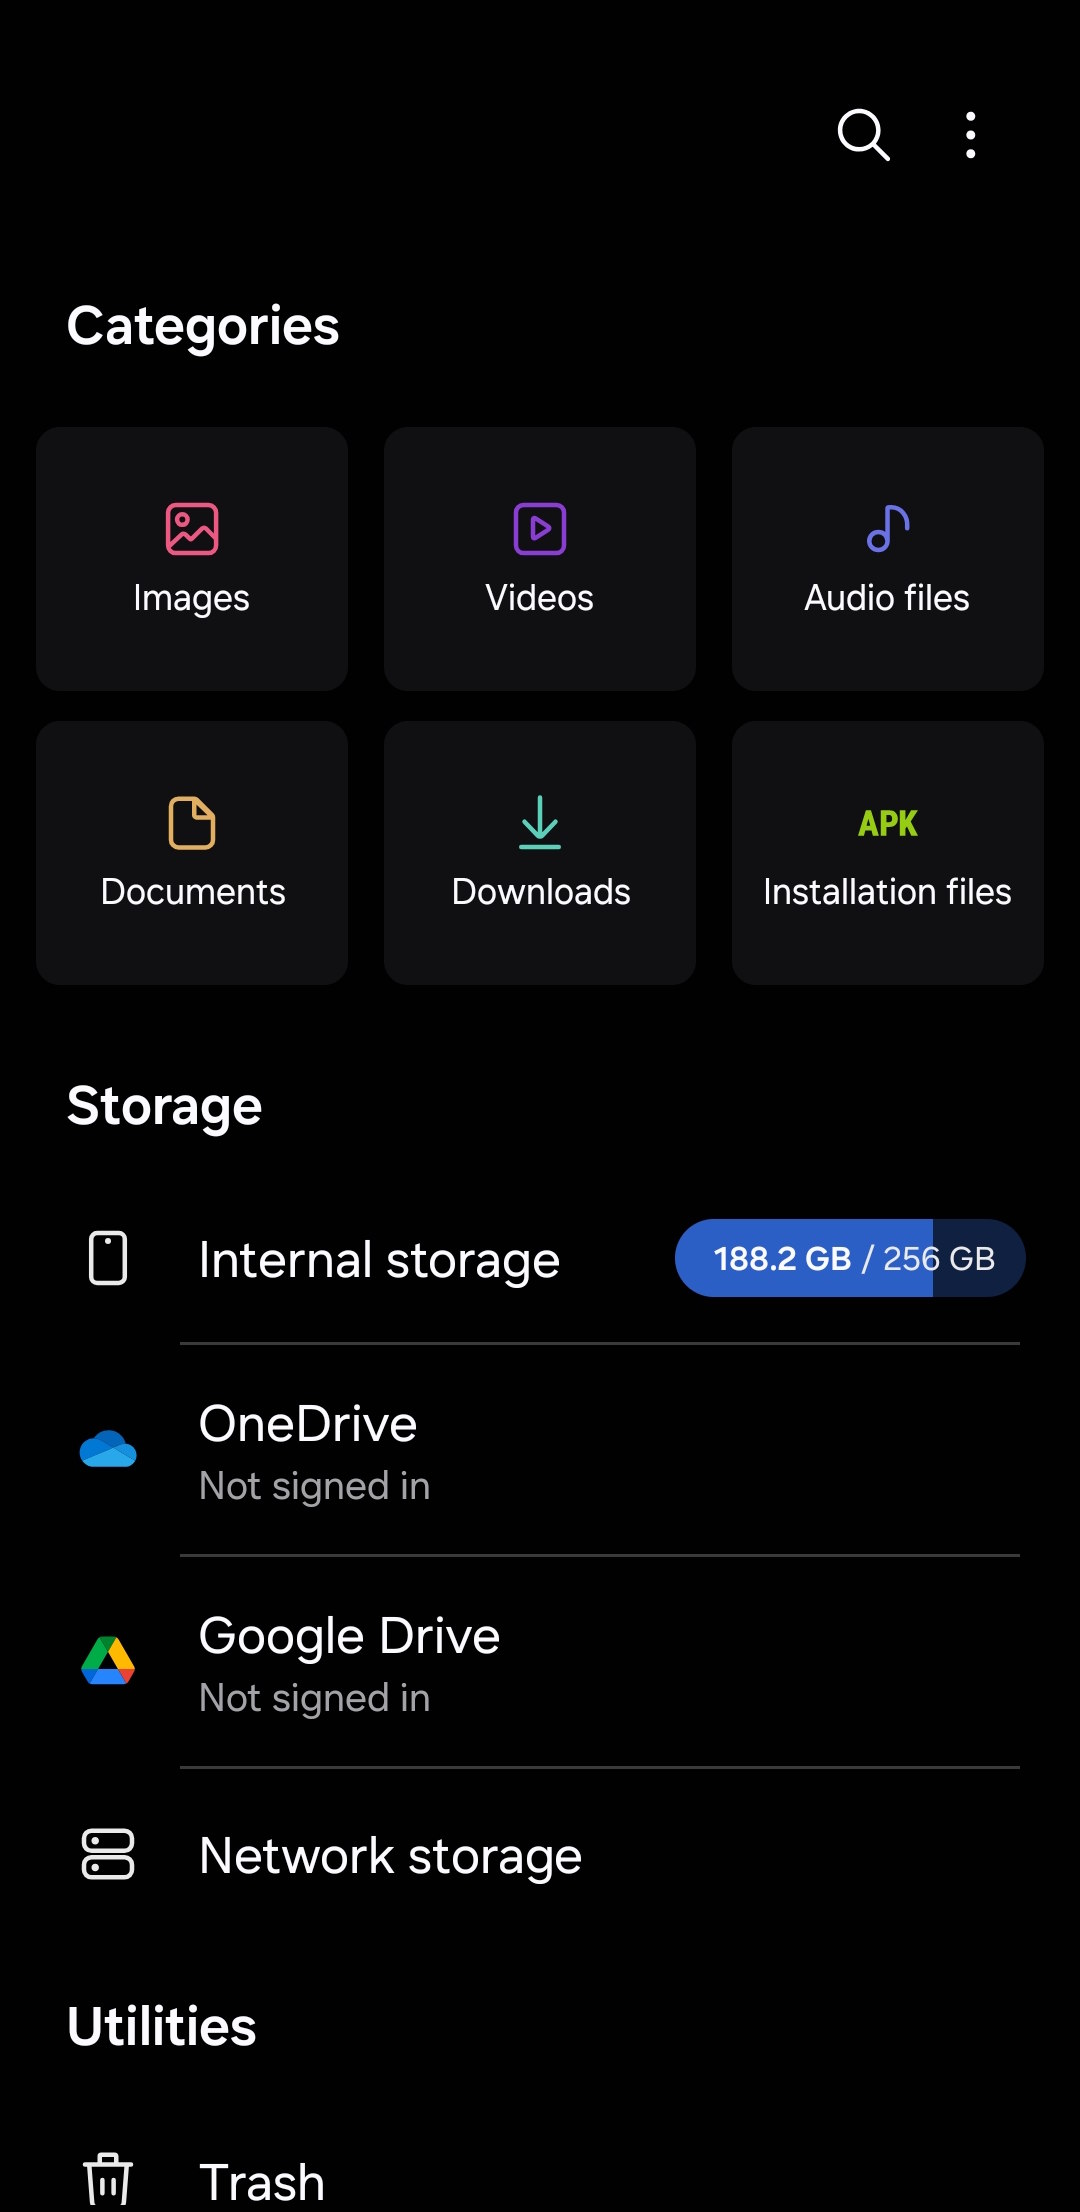 Categories
Images
Videos
Audio files
Documents
Downloads
APK
Installation files
Storage
Internal storage
188.2 GB / 256 GB
OneDrive
Not signed in
Google Drive
Not signed in
Network storage
Utilities
Trash